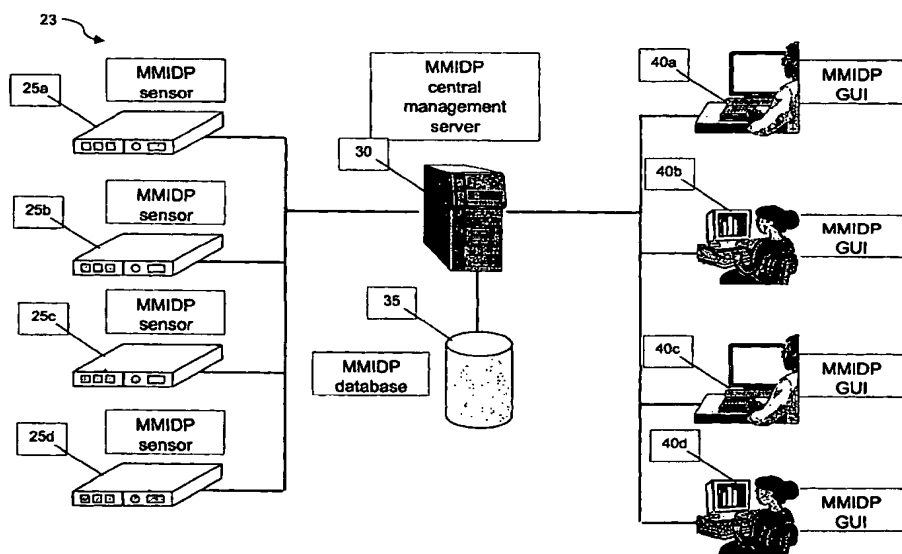 23
MMIDP
sensor
25a
MMIDP
central
management
server
30
40a
MMIDP
GUI
MMIDP
sensor
25b
40b
MMIDP
GUI
MMIDP
sensor
25c
35
MMIDP
database
40c
MMIDP
GUI
MMIDP
sensor
25d
40d
MMIDP
GUI